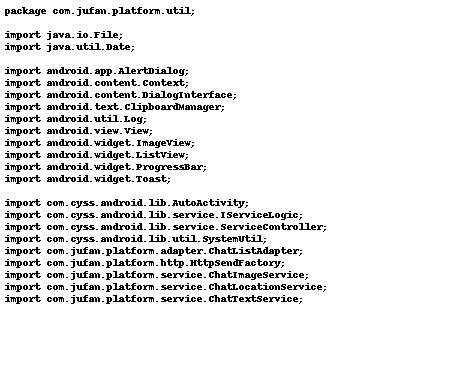 package com.jufan.platform.util;

import java.io.File;
import java.util.Date;

import android.app.AlertDialog;
import android.content.Context;
import android.content.DialogInterface;
import android.text.ClipboardManager;
import android.util.Log;
import android.view.View;
import android.widget.ImageView;
import android.widget.ListView;
import android.widget.ProgressBar;
import android.widget.Toast;

import com.cyss.android.lib.AutoActivity;
import com.cyss.android.lib.service.IServiceLogic;
import com.cyss.android.lib.service.ServiceController;
import com.cyss.android.lib.util.SystemUtil;
import com.jufan.platform.adapter.ChatListAdapter;
import com.jufan.platform.http.HttpSendFactory;
import com.jufan.platform.service.ChatImageService;
import com.jufan.platform.service.ChatLocationService;
import com.jufan.platform.service.ChatTextService;